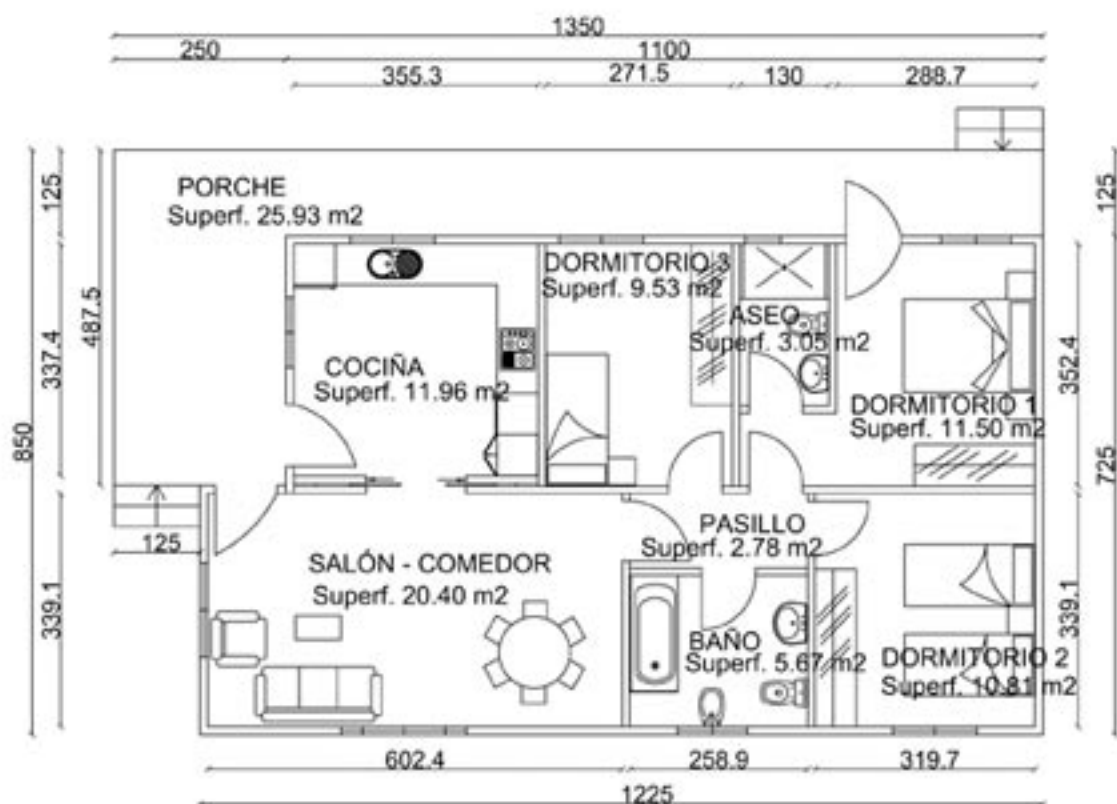 1350
250
1100
355.3
271.5
130
288.7
PORCHE
Superf. 25.93 m2
125
487.5
337.4
850
339.1
125
352.4
725
339.1
DORMITORIO 3
Superf. 9.53 m2
ASEO
Superf. 3.05 m2
COCIÑA
Superf. 11.96 m2
DORMITORIO 1
Superf. 11.50 m2
PASILLO
Superf. 2.78 m2
125
SALÓN - COMEDOR
Superf. 20.40 m2
BAÑO
Superf. 5.67 m2
DORMITORIO 2
Superf. 10.81 m2
602.4
258.9
319.7
1225